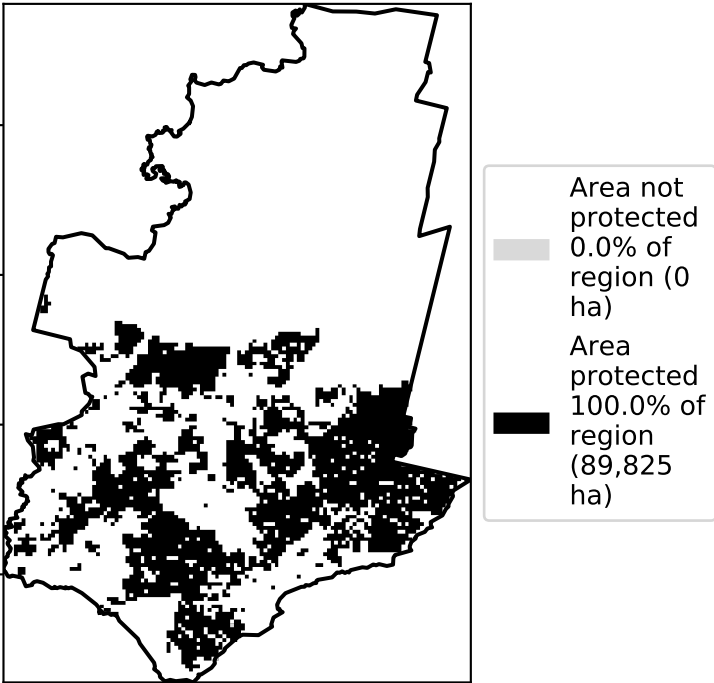 Area not
protected
0.0% of
region (0
ha)
Area
protected
100.0% of
region
(89,825
ha)